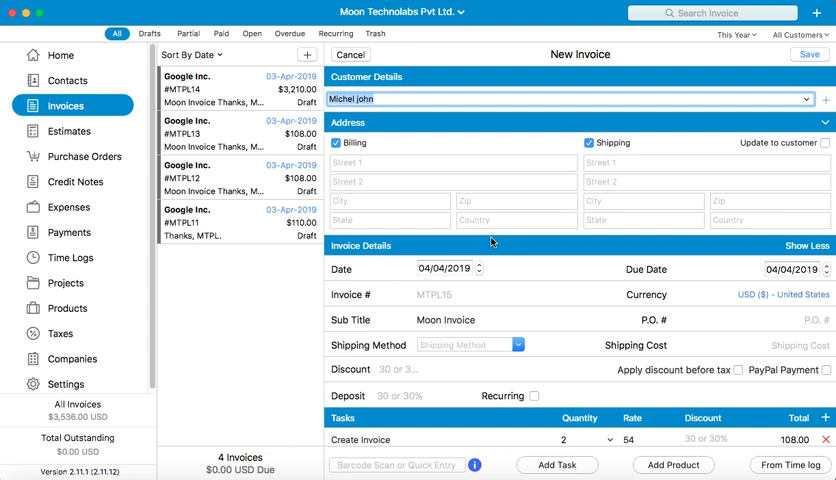 Moon Technolabs Pvt Ltd.
Search Invoice
All Drafts Partial Paid Open Overdue Recurring Trash
This Year All Customers
Home
Contacts
Invoices
Estimates
Purchase Orders
Credit Notes
Expenses
Payments
Time Logs
Projects
Products
Taxes
Companies
Settings
All Invoices
$3,536.00 USD
Total Outstanding
$0.00 USD
Version 2.11.1 (2.11.12)
Sort By Date
Google Inc. 03-Apr-2019
#MTPL14 $3,210.00
Moon Invoice Thanks, M... Draft
Google Inc. 03-Apr-2019
#MTPL13 $108.00
Moon Invoice Thanks, M... Draft
Google Inc. 03-Apr-2019
#MTPL12 $108.00
Moon Invoice Thanks, M... Draft
Google Inc. 03-Apr-2019
#MTPL11 $110.00
Thanks, MTPL. Draft
4 Invoices
$0.00 USD Due
Cancel New Invoice Save
Customer Details
Michel john
Address
Billing Shipping Update to customer
Street 1 Street 1
Street 2 Street 2
City Zip City Zip
State Country State Country
Invoice Details Show Less
Date 04/04/2019 Due Date 04/04/2019
Invoice # MTPL15 Currency USD ($) - United States
Sub Title Moon Invoice P.O. # P.O. #
Shipping Method Shipping Method Shipping Cost Shipping Cost
Discount 30 or 3... Apply discount before tax PayPal Payment
Deposit 30 or 30% Recurring
Tasks Quantity Rate Discount Total
Create Invoice 2 54 30 or 30% 108.00
Barcode Scan or Quick Entry Add Task Add Product From Time log